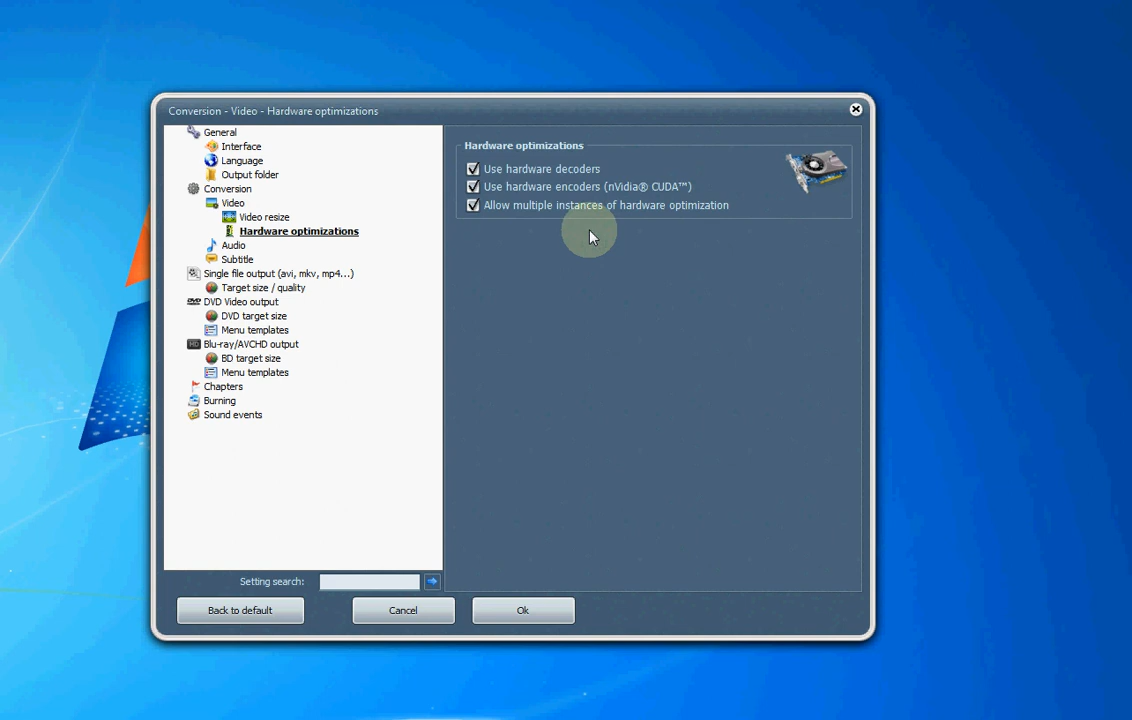 Conversion - Video - Hardware optimizations
General
Interface
Language
Output folder
Conversion
Video
Video resize
Hardware optimizations
Audio
Subtitle
Single file output (avi, mkv, mp4...)
Target size / quality
DVD Video output
DVD target size
Menu templates
Blu-ray/AVCHD output
BD target size
Menu templates
Chapters
Burning
Sound events
Hardware optimizations
Use hardware decoders
Use hardware encoders (nVidia® CUDA™)
Allow multiple instances of hardware optimization
Setting search:
Back to default
Cancel
Ok